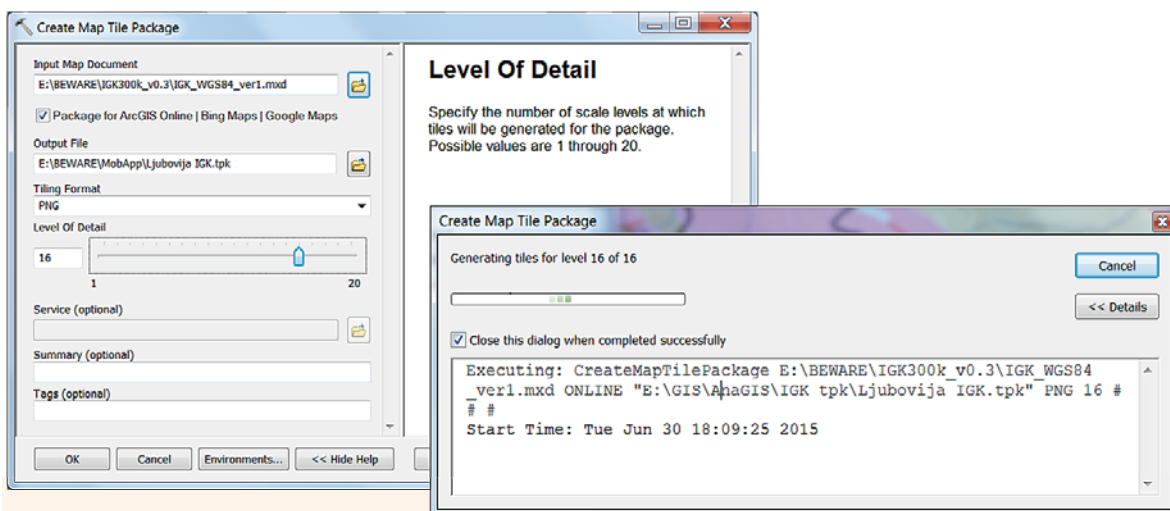 Create Map Tile Package
Input Map Document
E:\BEWARE\IGK300k_v0.3\IGK_WGS84_ver1.mxd
Package for ArcGIS Online | Bing Maps | Google Maps
Output File
E:\BEWARE\MobApp\Ljubovija IGK.tpk
Tiling Format
PNG
Level Of Detail
16
1
20
Service (optional)
Summary (optional)
Tags (optional)
OK
Cancel
Environments...
<< Hide Help
Level Of Detail
Specify the number of scale levels at which
tiles will be generated for the package.
Possible values are 1 through 20.
Create Map Tile Package
Generating tiles for level 16 of 16
Cancel
<< Details
Close this dialog when completed successfully
Executing: CreateMapTilePackage E:\BEWARE\IGK300k_v0.3\IGK_WGS84
_ver1.mxd ONLINE "E:\GIS\AnaGIS\IGK tpk\Ljubovija IGK.tpk" PNG 16 #
# #
Start Time: Tue Jun 30 18:09:25 2015